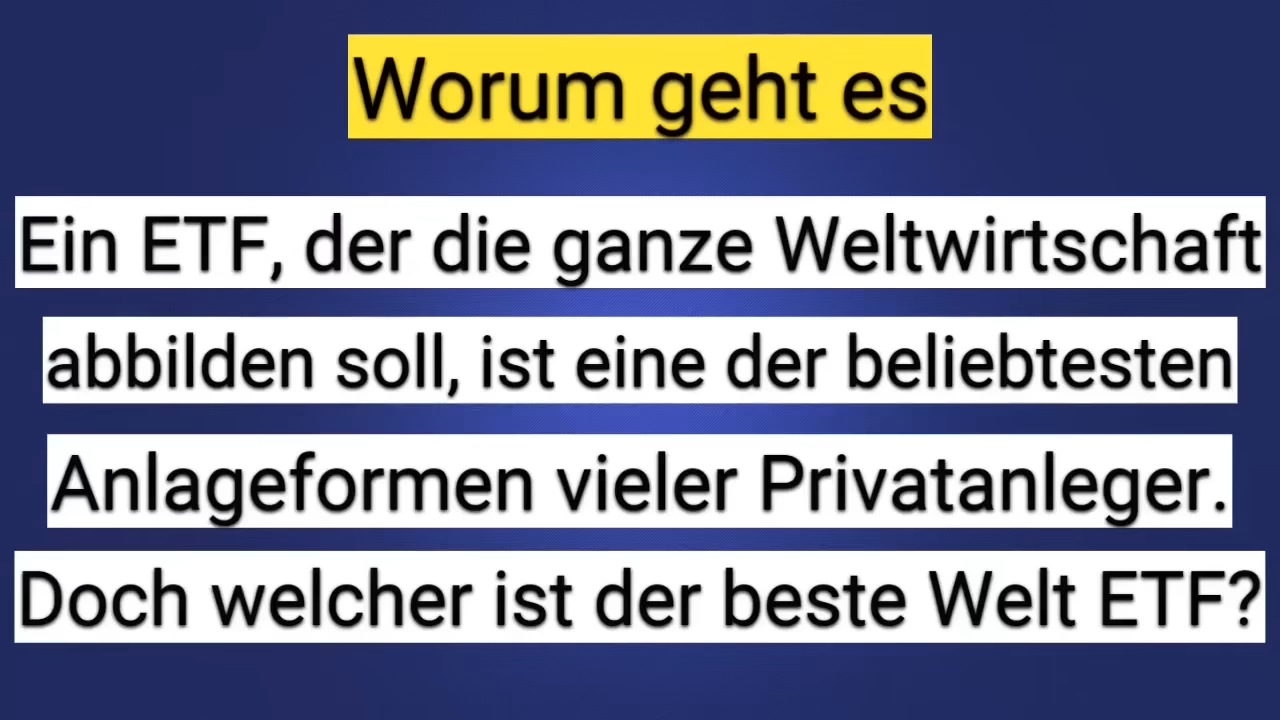 Worum geht es
Ein ETF, der die ganze Weltwirtschaft
abbilden soll, ist eine der beliebtesten
Anlageformen vieler Privatanleger.
Doch welcher ist der beste Welt ETF?